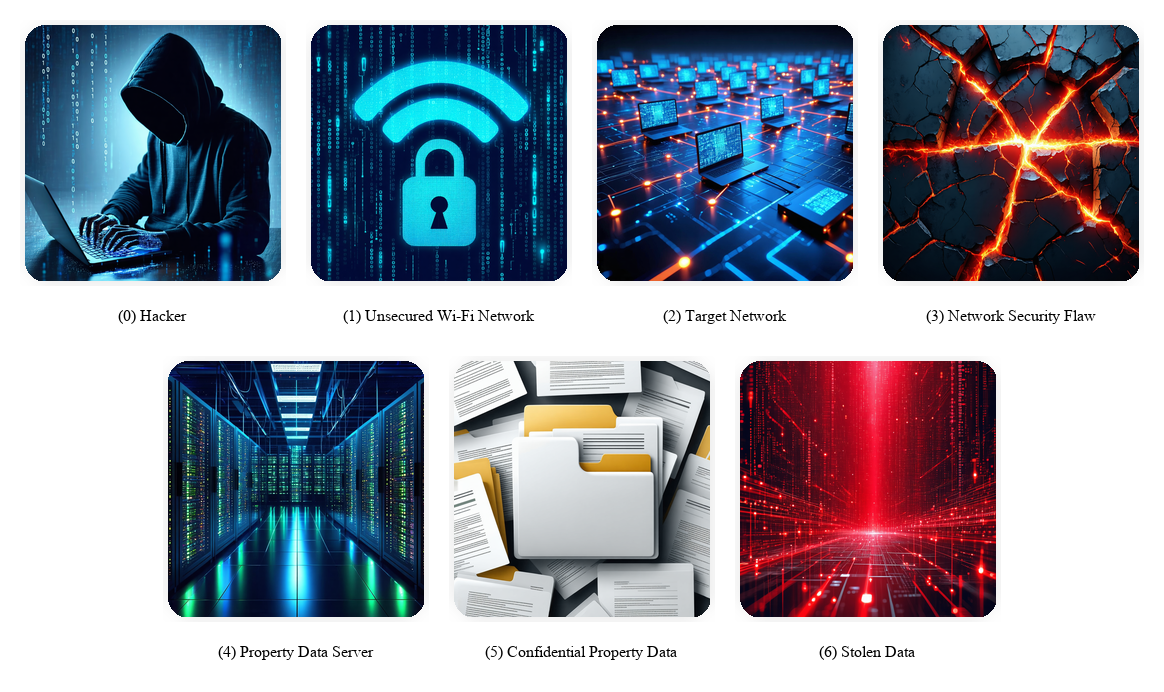 (0) Hacker
(1) Unsecured Wi-Fi Network
(2) Target Network
(3) Network Security Flaw
(4) Property Data Server
(5) Confidential Property Data
(6) Stolen Data